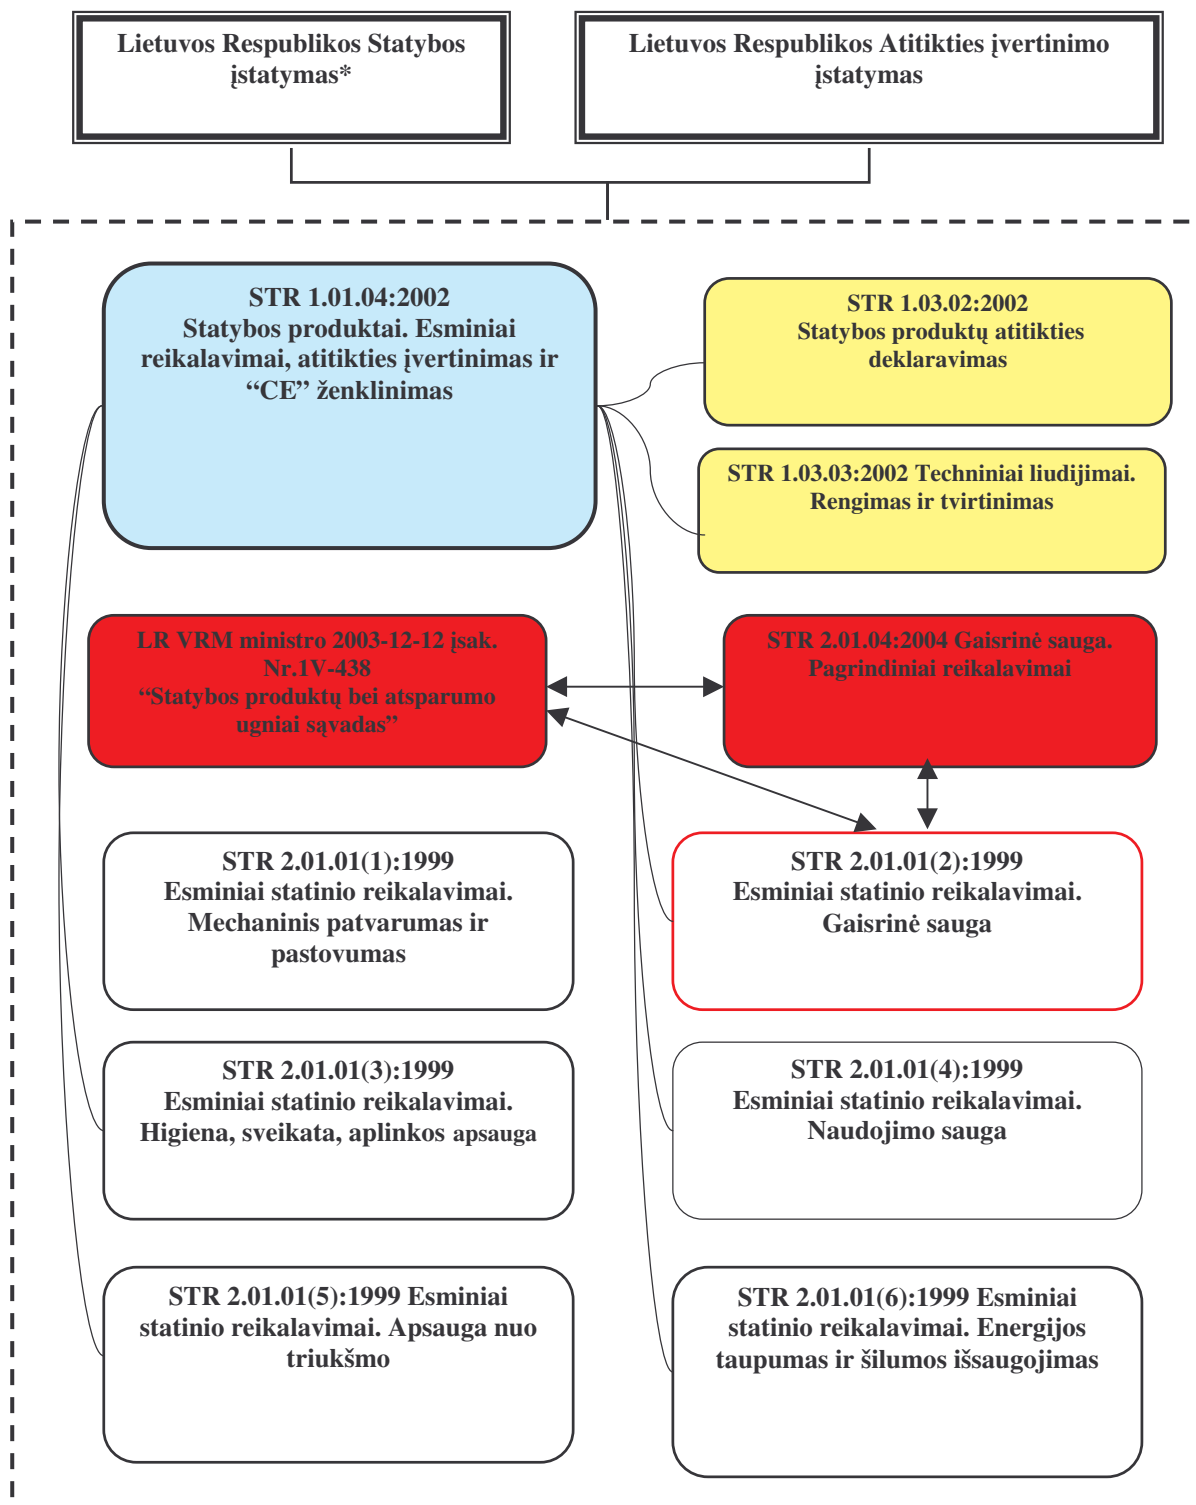 Lietuvos Respublikos Statybos
įstatymas*
Lietuvos Respublikos Atitikties įvertinimo
įstatymas
STR 1.01.04:2002
Statybos produktai. Esminiai
reikalavimai, atitikties įvertinimas ir
“CE” ženklinimas
STR 1.03.02:2002
Statybos produktų atitikties
deklaravimas
STR 1.03.03:2002 Techniniai liudijimai.
Rengimas ir tvirtinimas
LR VRM ministro 2003-12-12 įsak.
Nr.1V-438
“Statybos produktų bei atsparumo
ugniai sąvadas”
STR 2.01.04:2004 Gaisrinė sauga.
Pagrindiniai reikalavimai
STR 2.01.01(1):1999
Esminiai statinio reikalavimai.
Mechaninis patvarumas ir
pastovumas
STR 2.01.01(2):1999
Esminiai statinio reikalavimai.
Gaisrinė sauga
STR 2.01.01(3):1999
Esminiai statinio reikalavimai.
Higiena, sveikata, aplinkos apsauga
STR 2.01.01(4):1999
Esminiai statinio reikalavimai.
Naudojimo sauga
STR 2.01.01(5):1999 Esminiai
statinio reikalavimai. Apsauga nuo
triukšmo
STR 2.01.01(6):1999 Esminiai
statinio reikalavimai. Energijos
taupumas ir šilumos išsaugojimas